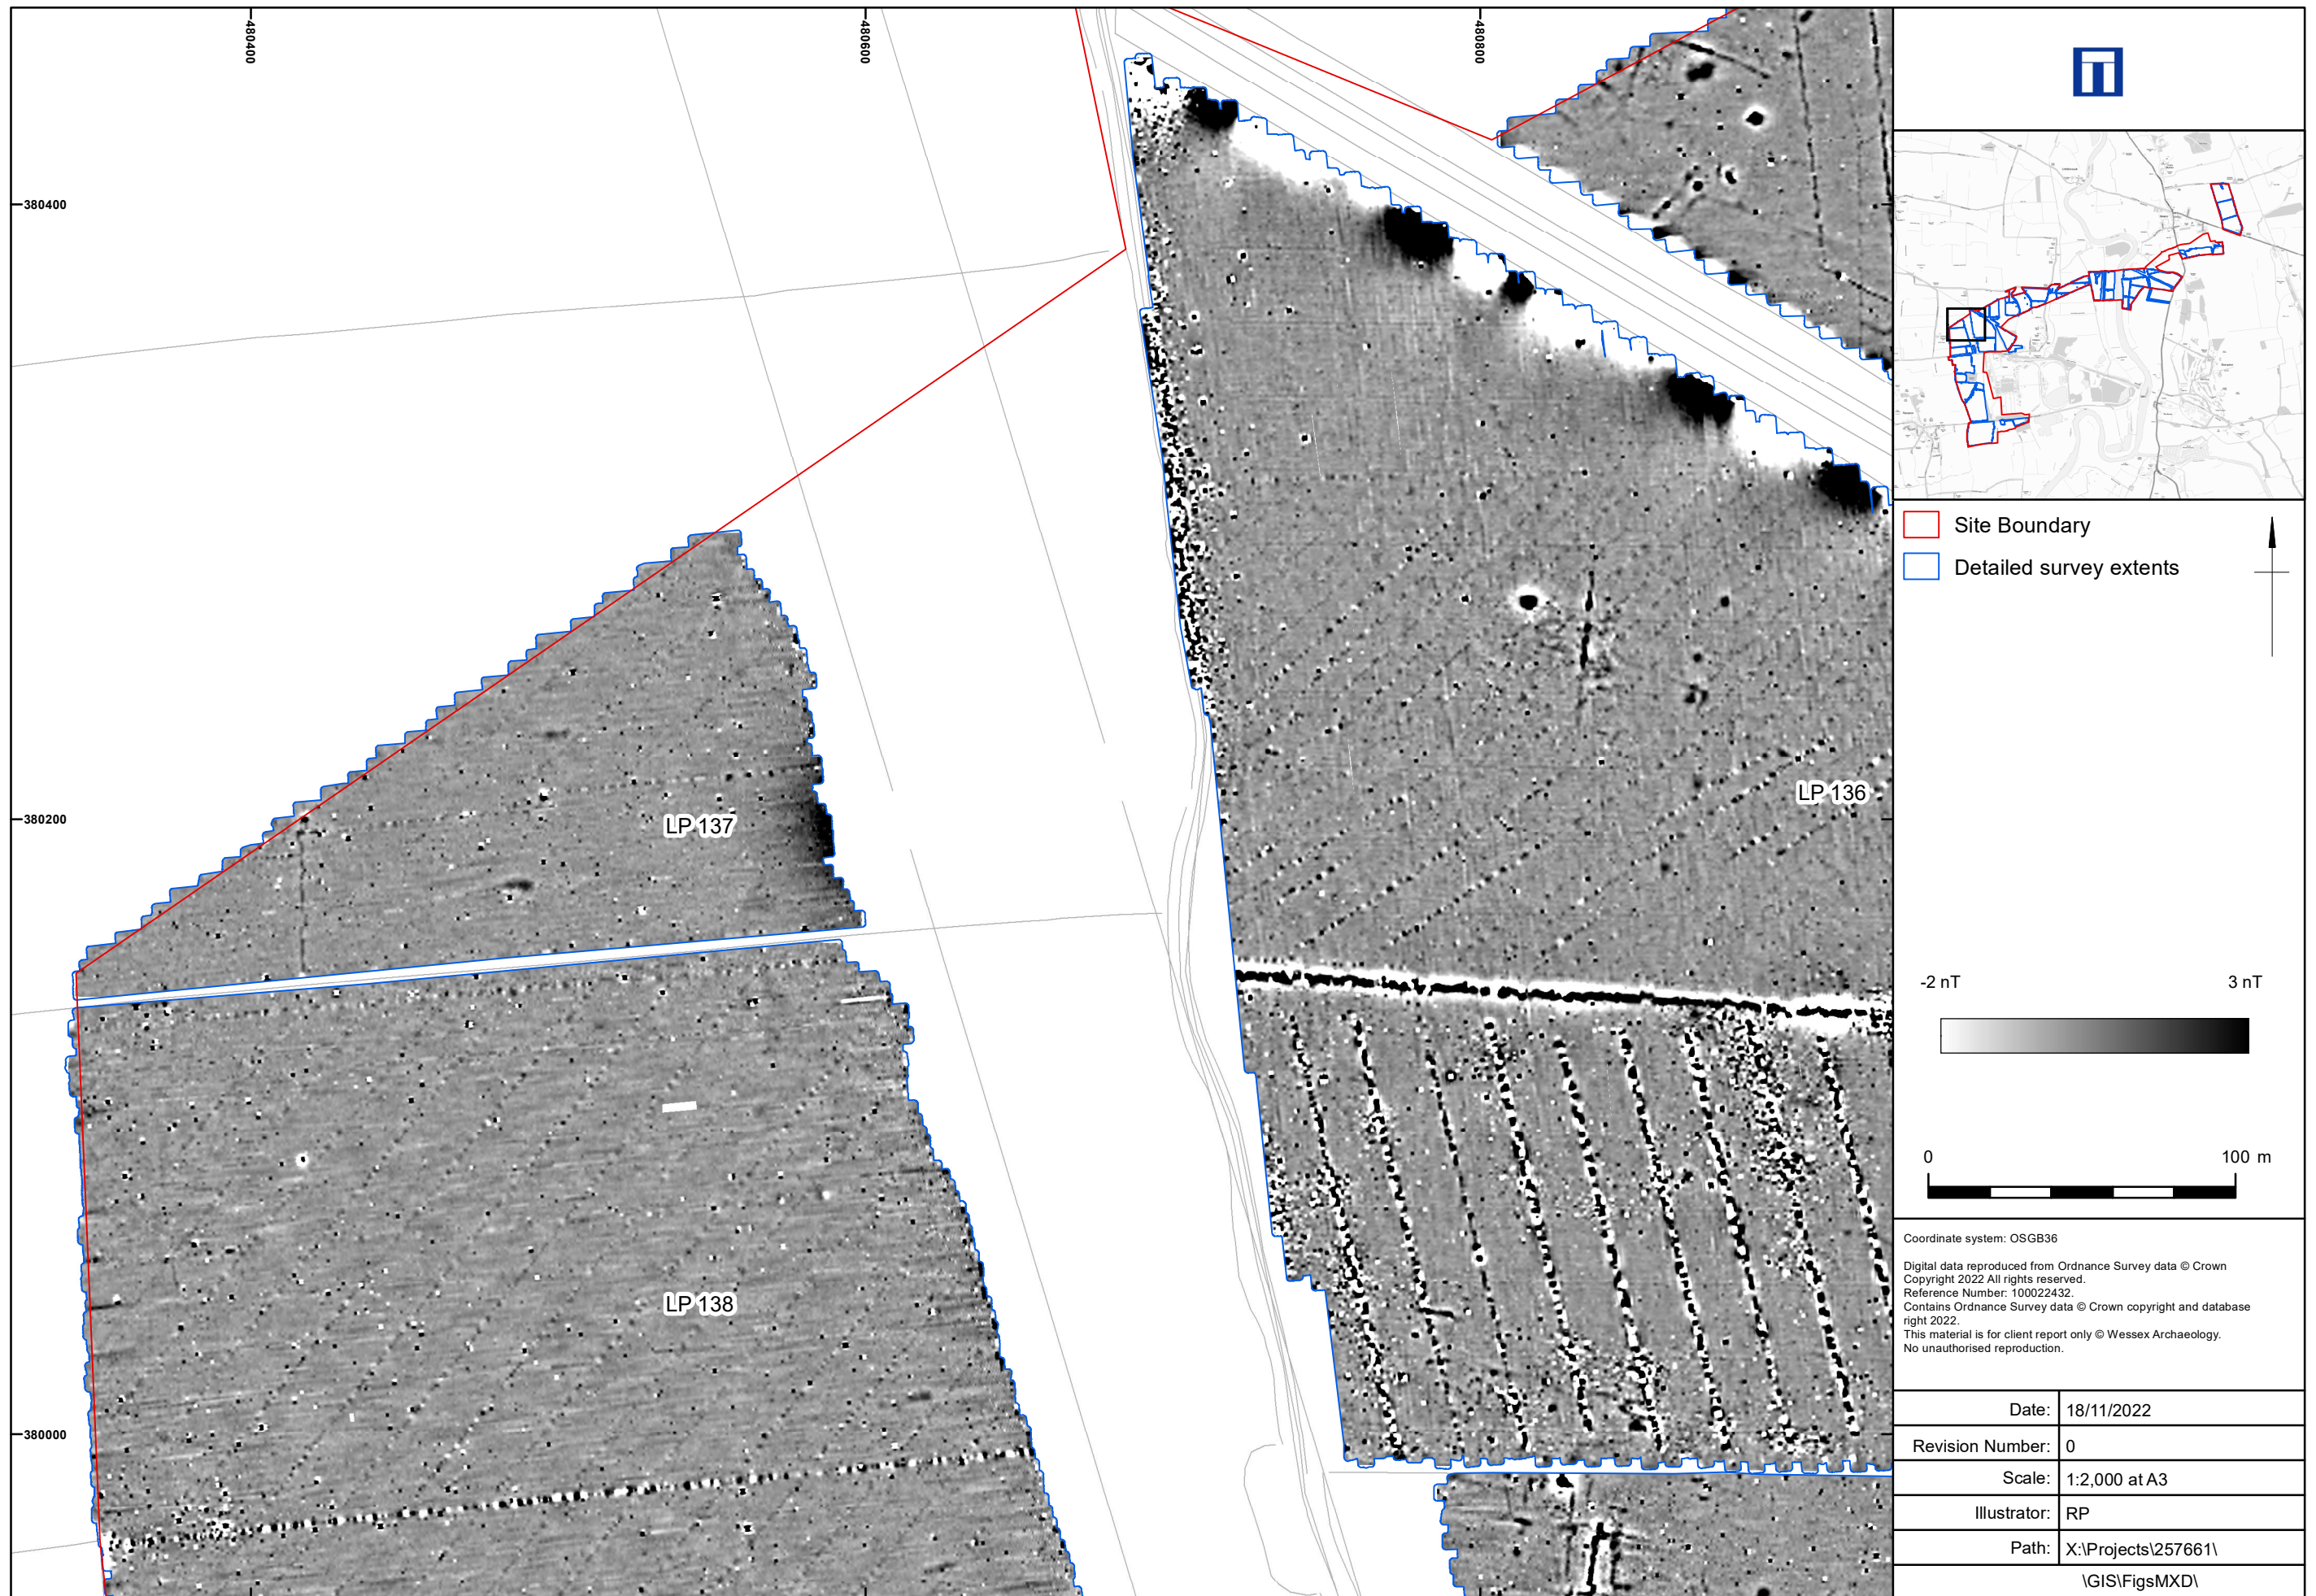 480400
480600
480800
380400
380200
380000
LP 136
LP 137
LP 138
Site Boundary
Detailed survey extents
-2 nT
3 nT
0
100 m
Coordinate system: OSGB36
Digital data reproduced from Ordnance Survey data © Crown
Copyright 2022 All rights reserved.
Reference Number: 100022432.
Contains Ordnance Survey data © Crown copyright and database
right 2022.
This material is for client report only © Wessex Archaeology.
No unauthorised reproduction.
Date: 18/11/2022
Revision Number: 0
Scale: 1:2,000 at A3
Illustrator: RP
Path: X:\Projects\257661\
\GIS\FigsMXD\